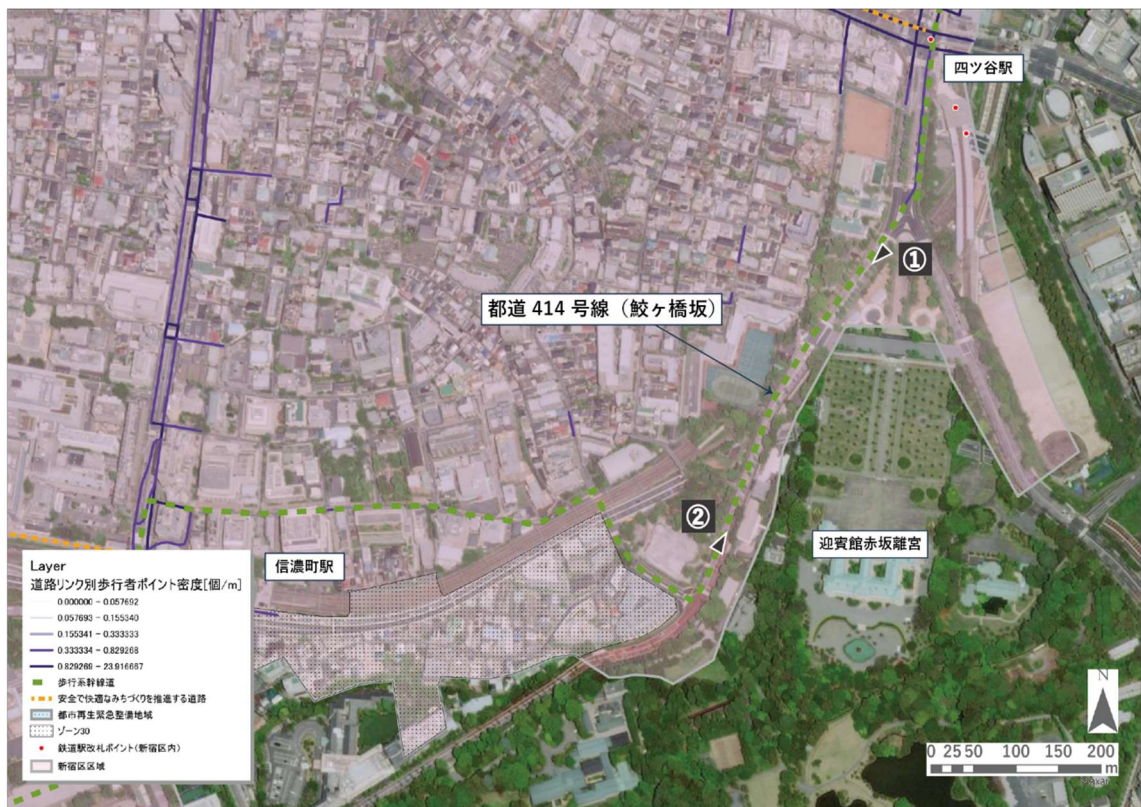 四ツ谷駅
①
都道 414 号線（鮫ヶ橋坂）
②
迎賓館赤坂離宮
信濃町駅
Layer
道路リンク別歩行者ポイント密度[個/m]
0.000000 - 0.057692
0.057693 - 0.155340
0.155341 - 0.333333
0.333334 - 0.829268
0.829269 - 23.916667
歩行系幹線道
安全で快適なみちづくりを推進する道路
都市再生緊急整備地域
ゾーン30
鉄道駅改札ポイント(新宿区内)
新宿区区域
N
0 25 50 100 150 200
m